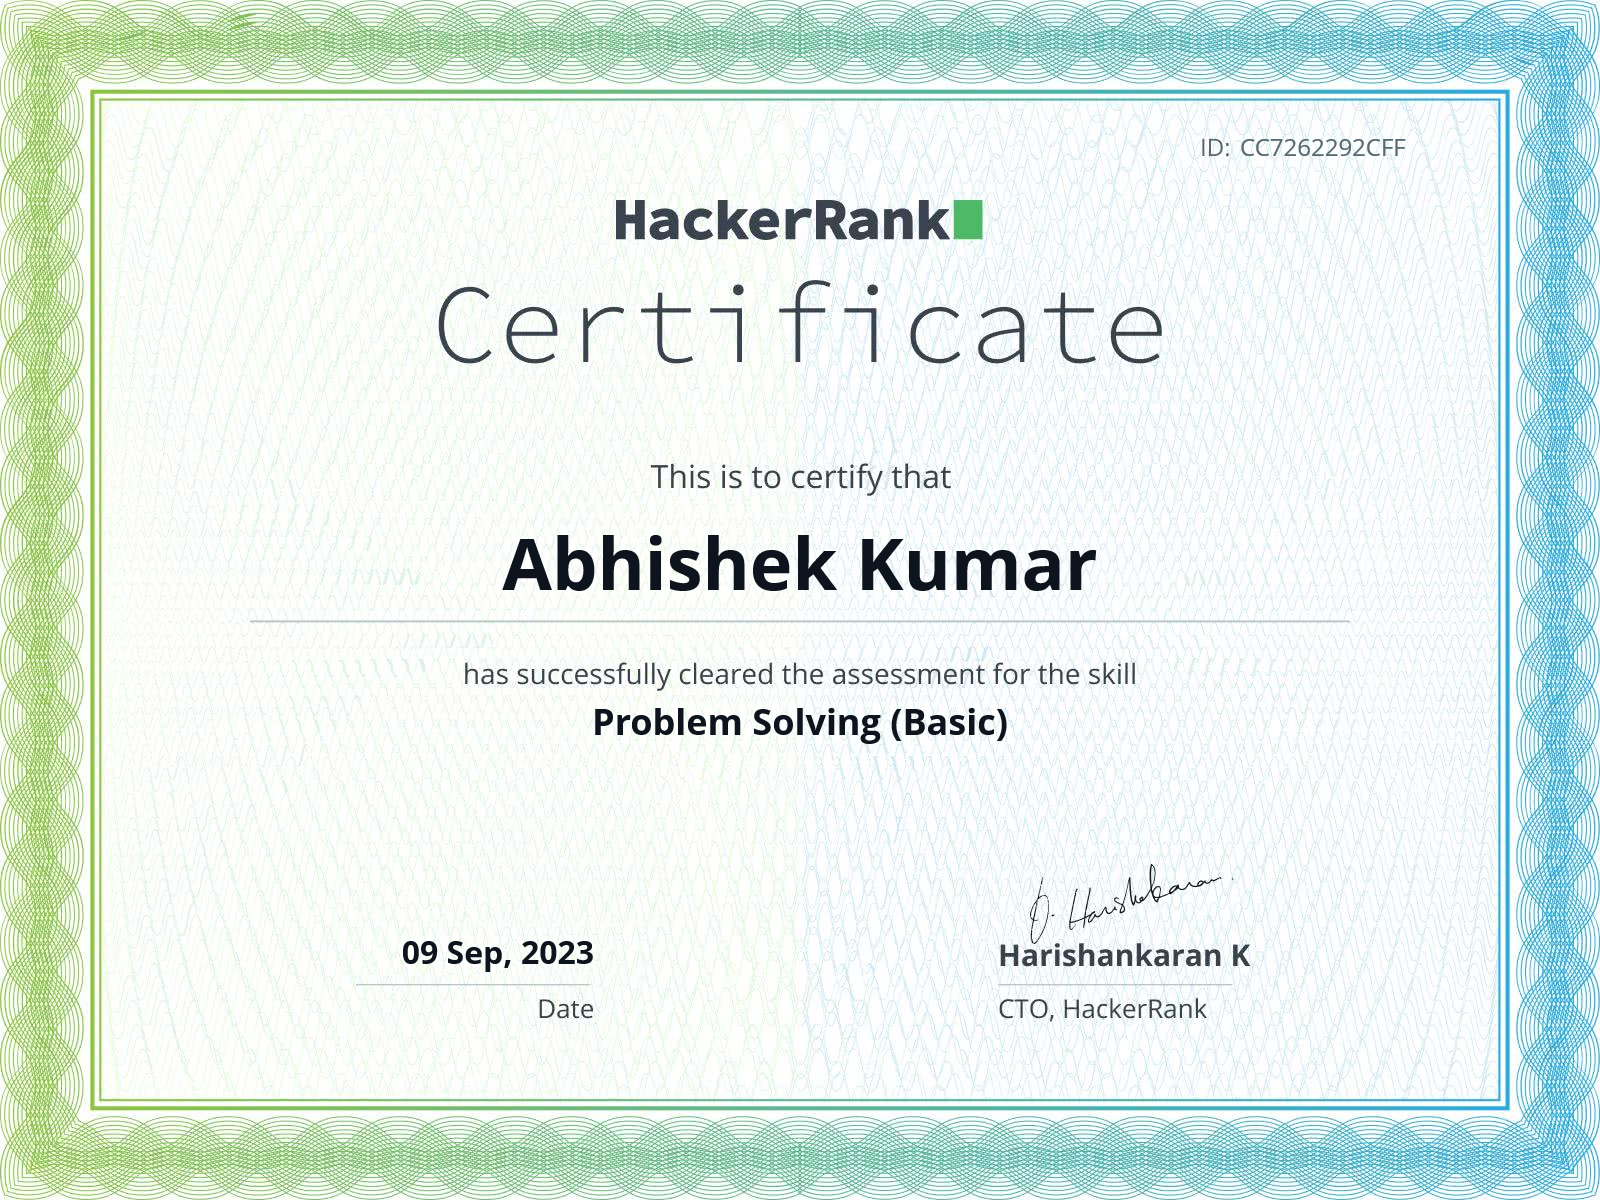 ID: CC7262292CFF
HackerRank
Certificate
This is to certify that
Abhishek Kumar
has successfully cleared the assessment for the skill
Problem Solving (Basic)
D. Harishankaran
09 Sep, 2023
Harishankaran K
Date
CTO, HackerRank